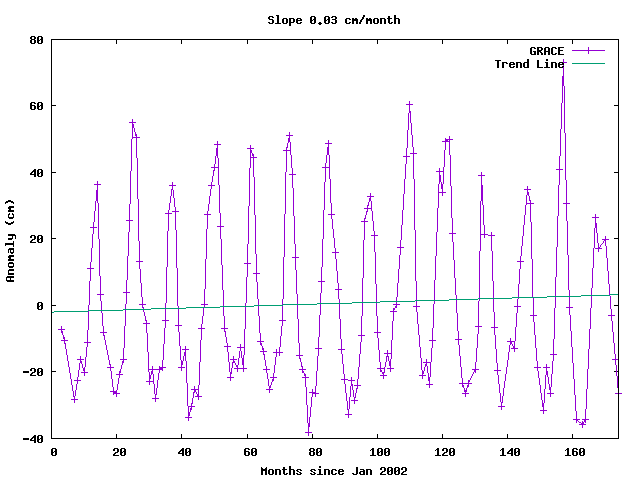 Slope 0.03 cm/month
80
60
40
20
0
-20
-40
0 20 40 60 80 100 120 140 160
Anomaly (cm)
Months since Jan 2002
GRACE
Trend Line